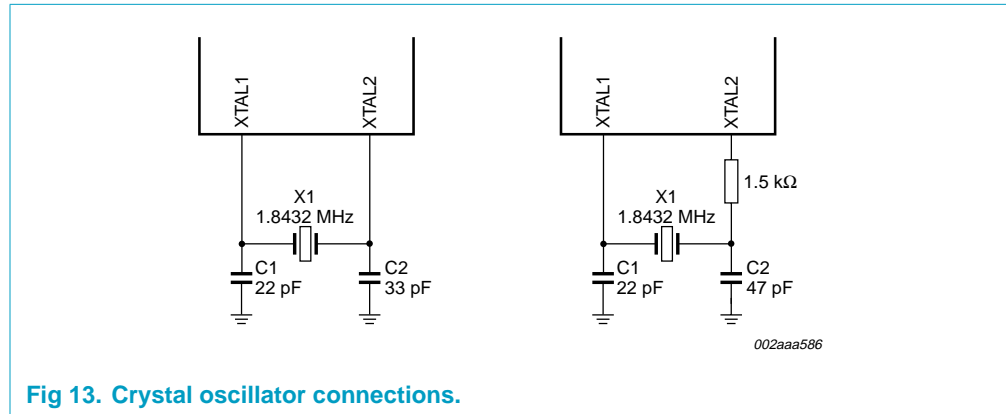 XTAL1
XTAL2
X1
1.8432 MHz
C1
22 pF
C2
33 pF
XTAL1
XTAL2
1.5 kΩ
X1
1.8432 MHz
C1
22 pF
C2
47 pF
002aaa586
Fig 13. Crystal oscillator connections.